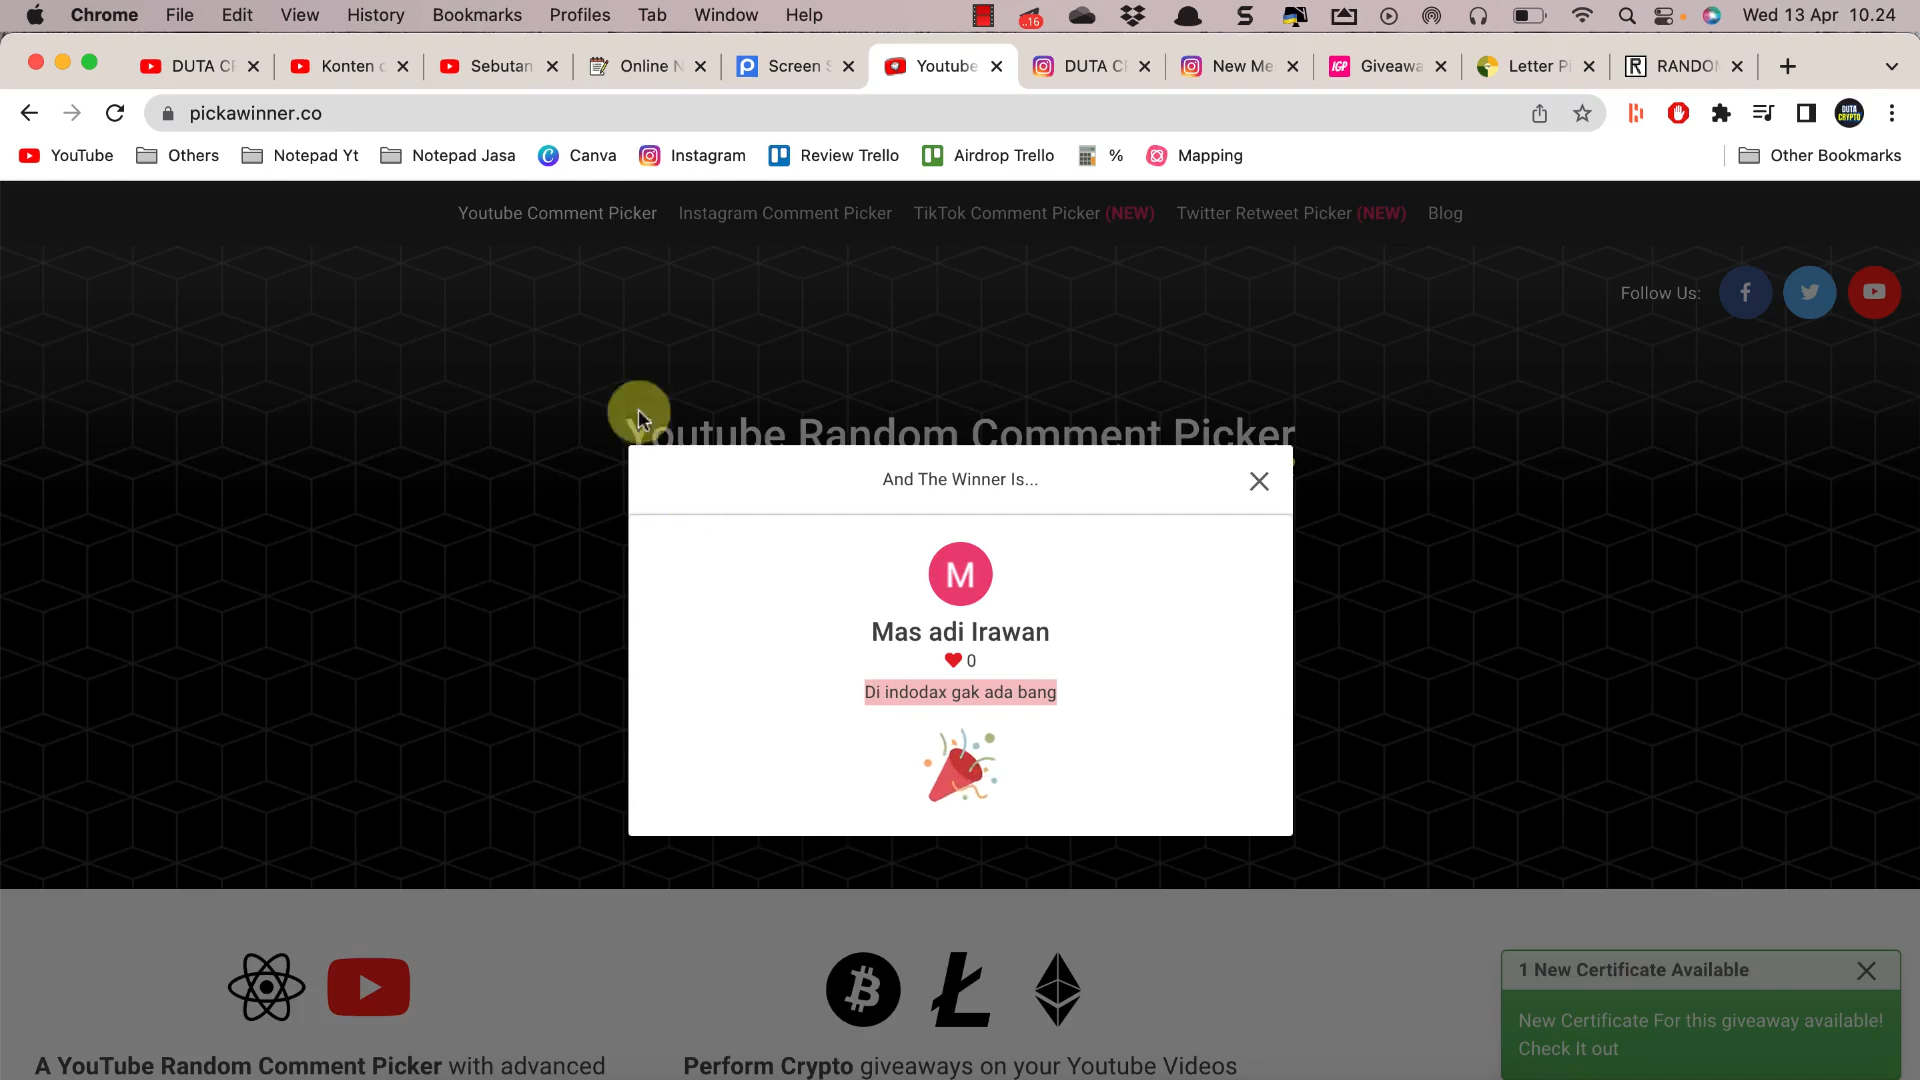 Chrome File Edit View History Bookmarks Profiles Tab Window Help ..16 S Wed 13 Apr 10.24
DUTA C Konten Sebutan Online Screen Youtube DUTA C New Me Giveawa Letter P RANDO
pickawinner.co DUTA CRYPTO
YouTube Others Notepad Yt Notepad Jasa Canva Instagram Review Trello Airdrop Trello % Mapping Other Bookmarks
Youtube Comment Picker Instagram Comment Picker TikTok Comment Picker (NEW) Twitter Retweet Picker (NEW) Blog
Follow Us:
Youtube Random Comment Picker
And The Winner Is...
M
Mas adi Irawan
0
Di indodax gak ada bang
1 New Certificate Available
New Certificate For this giveaway available!
Check It out
A YouTube Random Comment Picker with advanced
Perform Crypto giveaways on your Youtube Videos